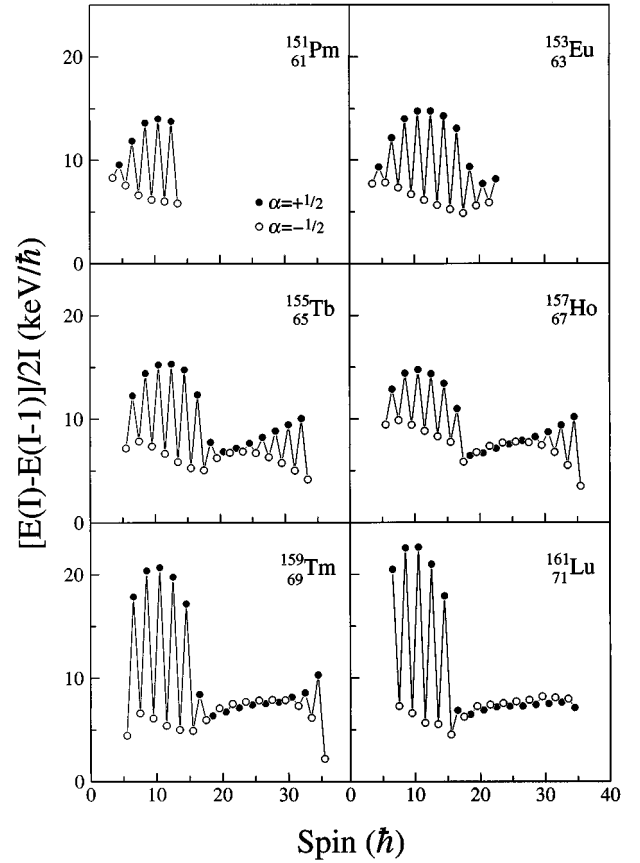 [E(I)-E(I-1)]/2I (keV/ħ)
20
10
0
151
61Pm
α=+1/2
α=−1/2
153
63Eu
20
10
0
155
65Tb
157
67Ho
20
10
0
159
69Tm
161
71Lu
0 10 20 30 0 10 20 30 40
Spin (ħ)